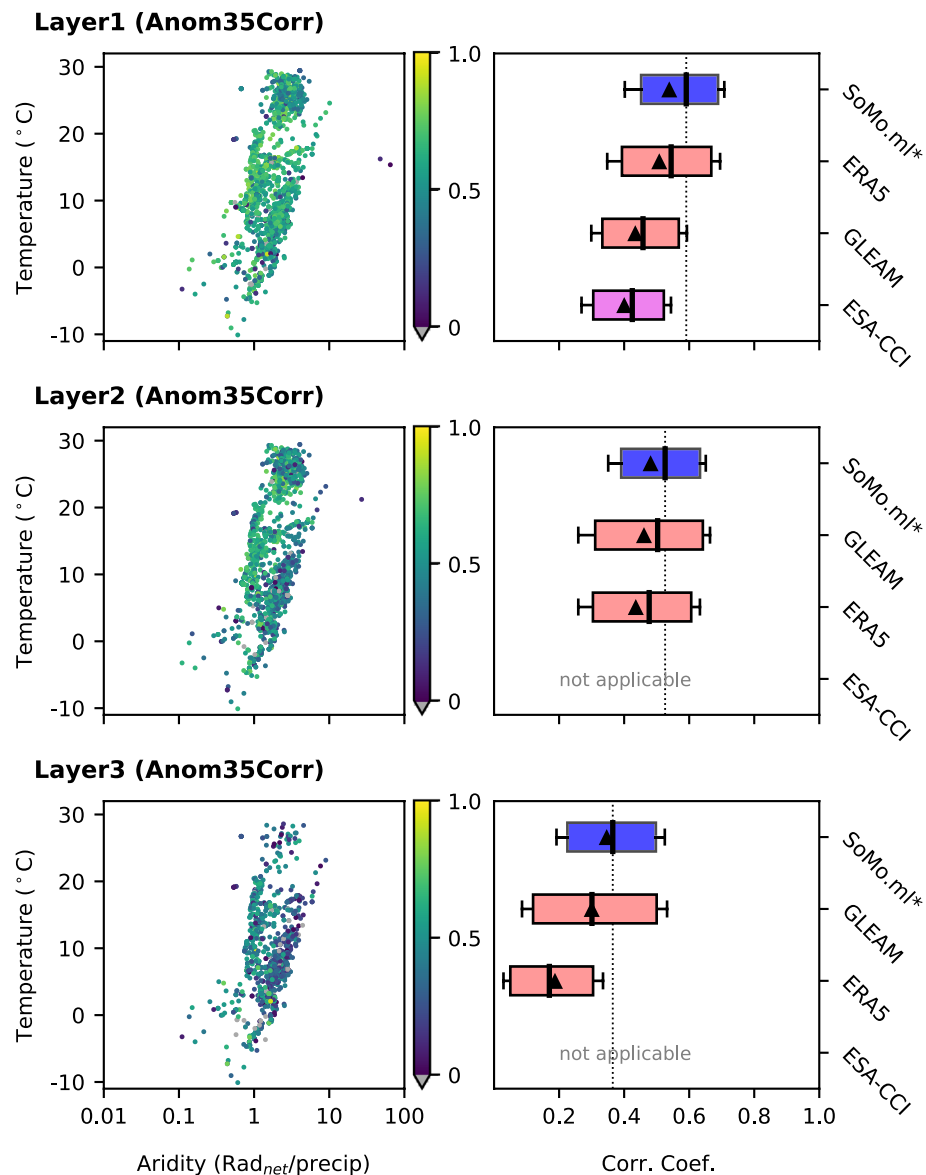 Layer1 (Anom35Corr)
Temperature (°C)
30
20
10
0
-10
1.0
0.5
0
SoMo.ml*
ERA5
GLEAM
ESA-CCI
Layer2 (Anom35Corr)
Temperature (°C)
30
20
10
0
-10
1.0
0.5
0
SoMo.ml*
GLEAM
ERA5
ESA-CCI
not applicable
Layer3 (Anom35Corr)
Temperature (°C)
30
20
10
0
-10
1.0
0.5
0
SoMo.ml*
GLEAM
ERA5
ESA-CCI
not applicable
0.01 0.1 1 10 100
0.2 0.4 0.6 0.8 1.0
Aridity (Rad_net/precip)
Corr. Coef.